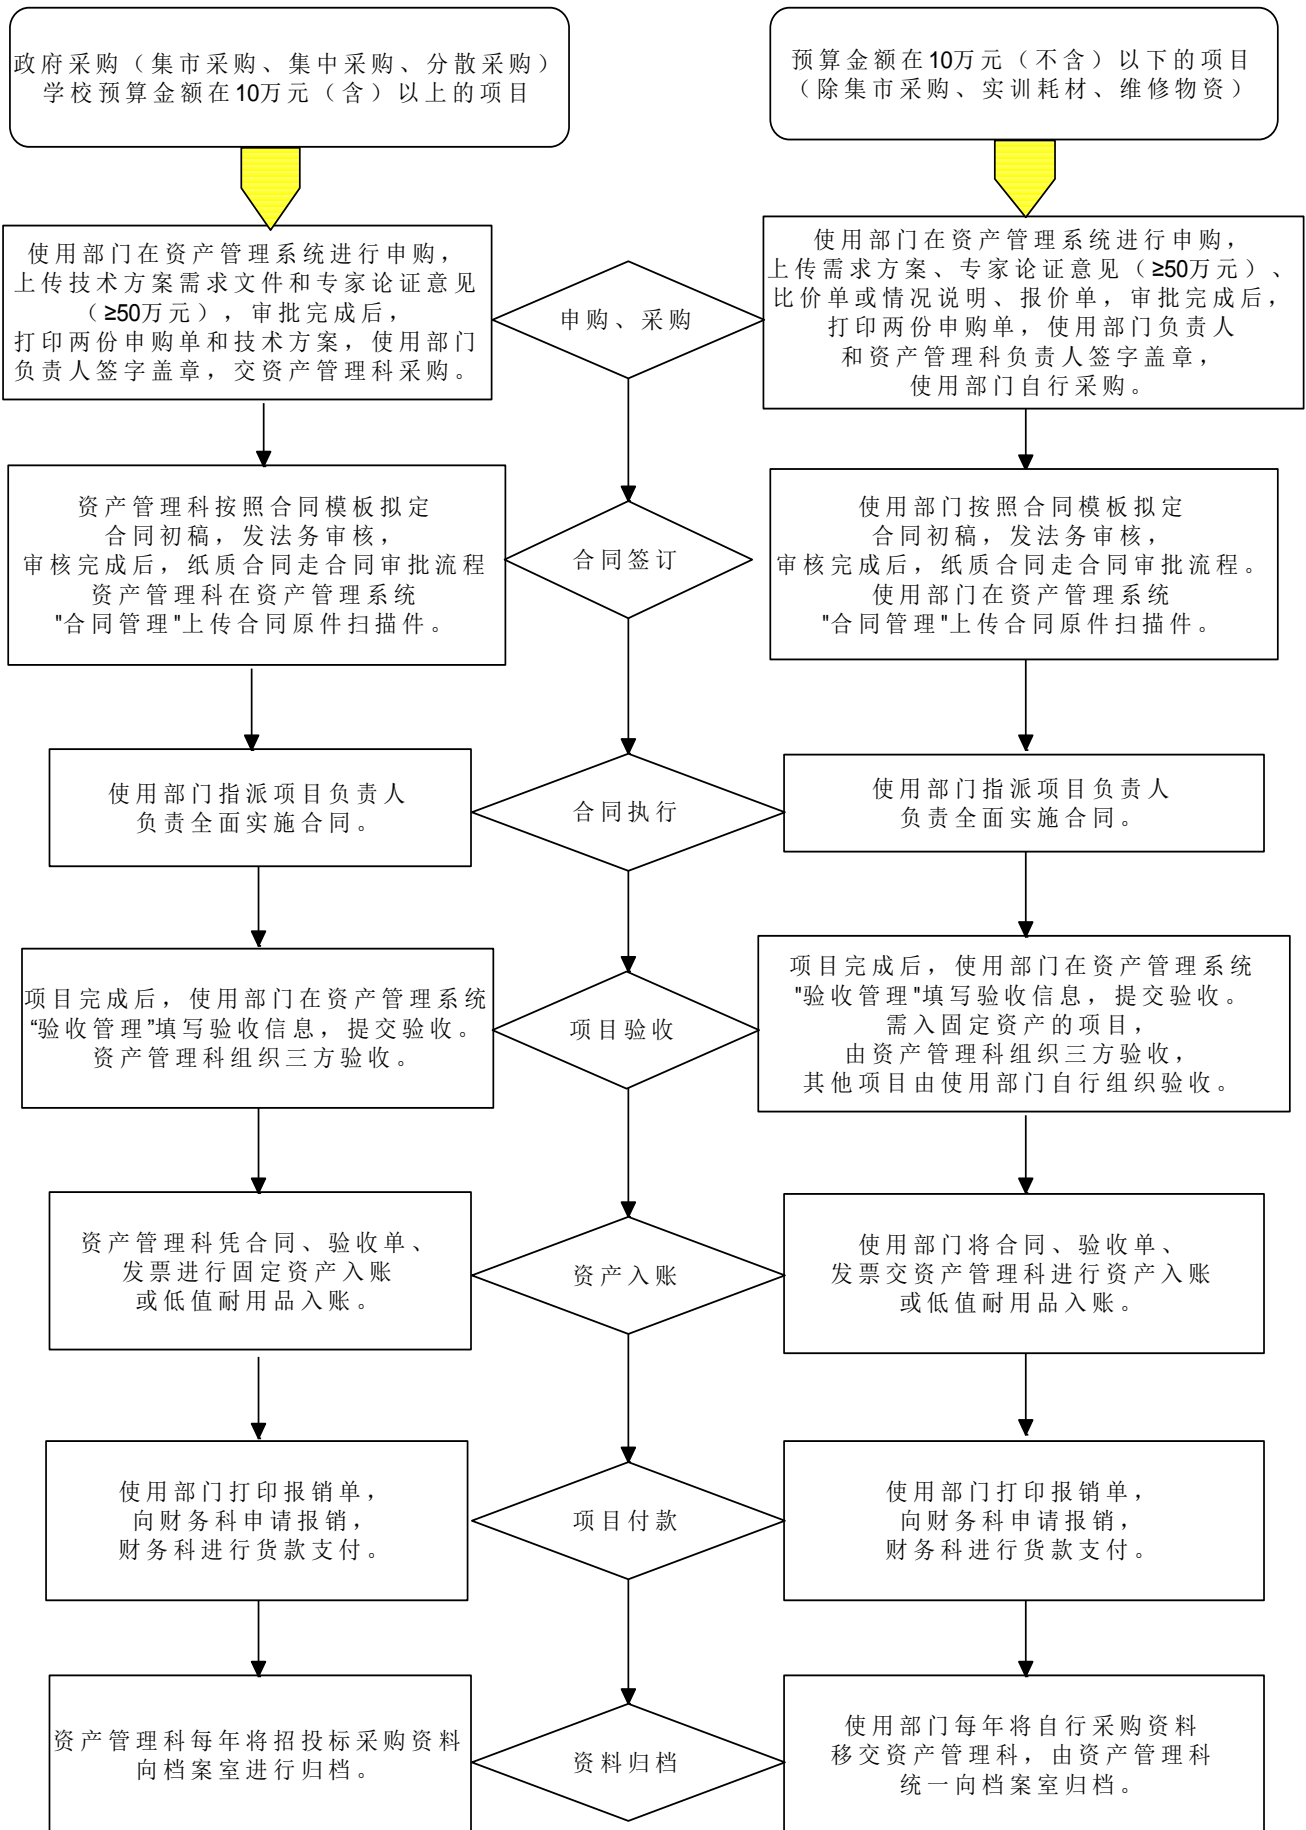 政府采购（集市采购、集中采购、分散采购）
学校预算金额在10万元（含）以上的项目
预算金额在10万元（不含）以下的项目
（除集市采购、实训耗材、维修物资）
使用部门在资产管理系统进行申购，
上传技术方案需求文件和专家论证意见
（≥50万元），审批完成后，
打印两份申购单和技术方案，使用部门
负责人签字盖章，交资产管理科采购。
申购、采购
使用部门在资产管理系统进行申购，
上传需求方案、专家论证意见（≥50万元）、
比价单或情况说明、报价单，审批完成后，
打印两份申购单，使用部门负责人
和资产管理科负责人签字盖章，
使用部门自行采购。
资产管理科按照合同模板拟定
合同初稿，发法务审核，
审核完成后，纸质合同走合同审批流程
资产管理科在资产管理系统
"合同管理"上传合同原件扫描件。
合同签订
使用部门按照合同模板拟定
合同初稿，发法务审核，
审核完成后，纸质合同走合同审批流程。
使用部门在资产管理系统
"合同管理"上传合同原件扫描件。
使用部门指派项目负责人
负责全面实施合同。
合同执行
使用部门指派项目负责人
负责全面实施合同。
项目完成后，使用部门在资产管理系统
“验收管理”填写验收信息，提交验收。
资产管理科组织三方验收。
项目验收
项目完成后，使用部门在资产管理系统
"验收管理"填写验收信息，提交验收。
需入固定资产的项目，
由资产管理科组织三方验收，
其他项目由使用部门自行组织验收。
资产管理科凭合同、验收单、
发票进行固定资产入账
或低值耐用品入账。
资产入账
使用部门将合同、验收单、
发票交资产管理科进行资产入账
或低值耐用品入账。
使用部门打印报销单，
向财务科申请报销，
财务科进行货款支付。
项目付款
使用部门打印报销单，
向财务科申请报销，
财务科进行货款支付。
资产管理科每年将招投标采购资料
向档案室进行归档。
资料归档
使用部门每年将自行采购资料
移交资产管理科，由资产管理科
统一向档案室归档。